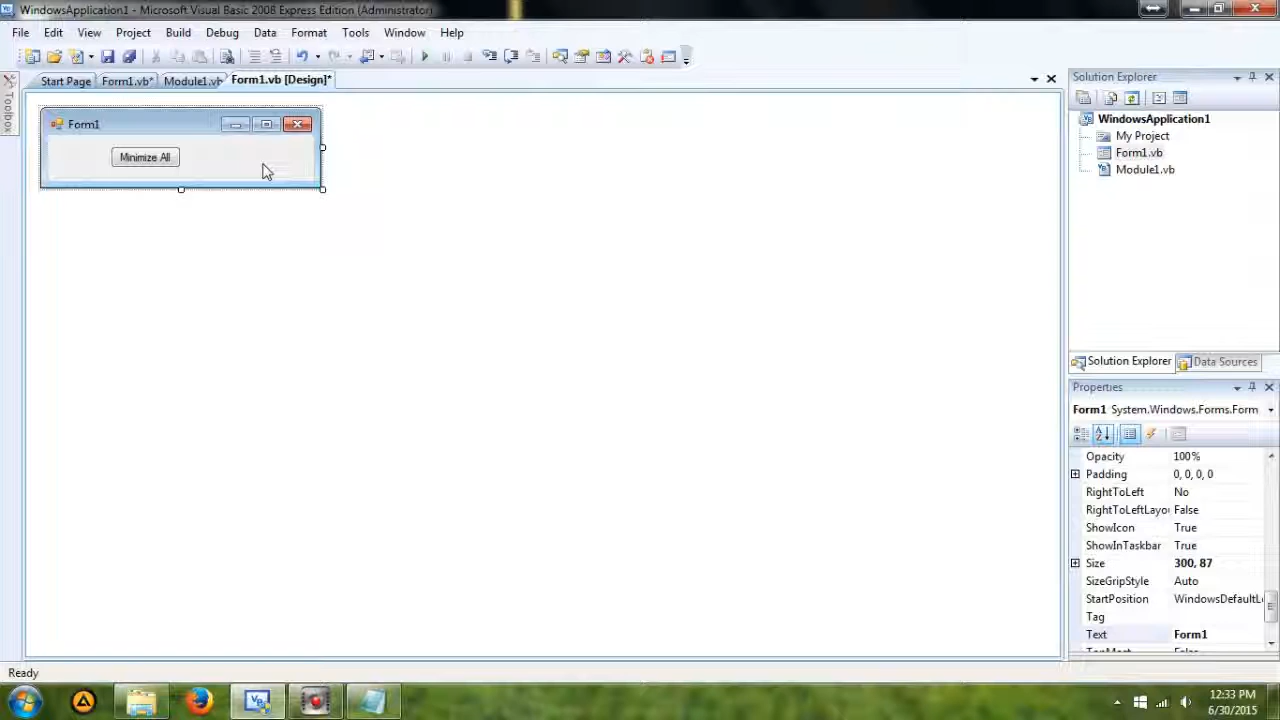 WindowsApplication1 - Microsoft Visual Basic 2008 Express Edition (Administrator)
File Edit View Project Build Debug Data Format Tools Window Help
Toolbox
Start Page Form1.vb* Module1.vb Form1.vb [Design]*
Form1
Minimize All
Solution Explorer
WindowsApplication1
My Project
Form1.vb
Module1.vb
Solution Explorer Data Sources
Properties
Form1 System.Windows.Forms.Form
Opacity 100%
Padding 0, 0, 0, 0
RightToLeft No
RightToLeftLayo False
ShowIcon True
ShowInTaskbar True
Size 300, 87
SizeGripStyle Auto
StartPosition WindowsDefaultL
Tag
Text Form1
Ready
12:33 PM
6/30/2015